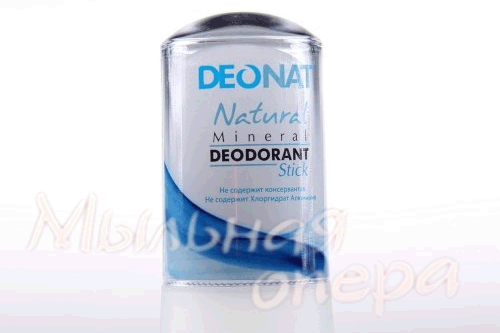 DEONAT
Natural
Mineral
DEODORANT
Stick
Не содержит консервантов
Не содержит Хлоргидрат Алюминия
Мыльная
опера